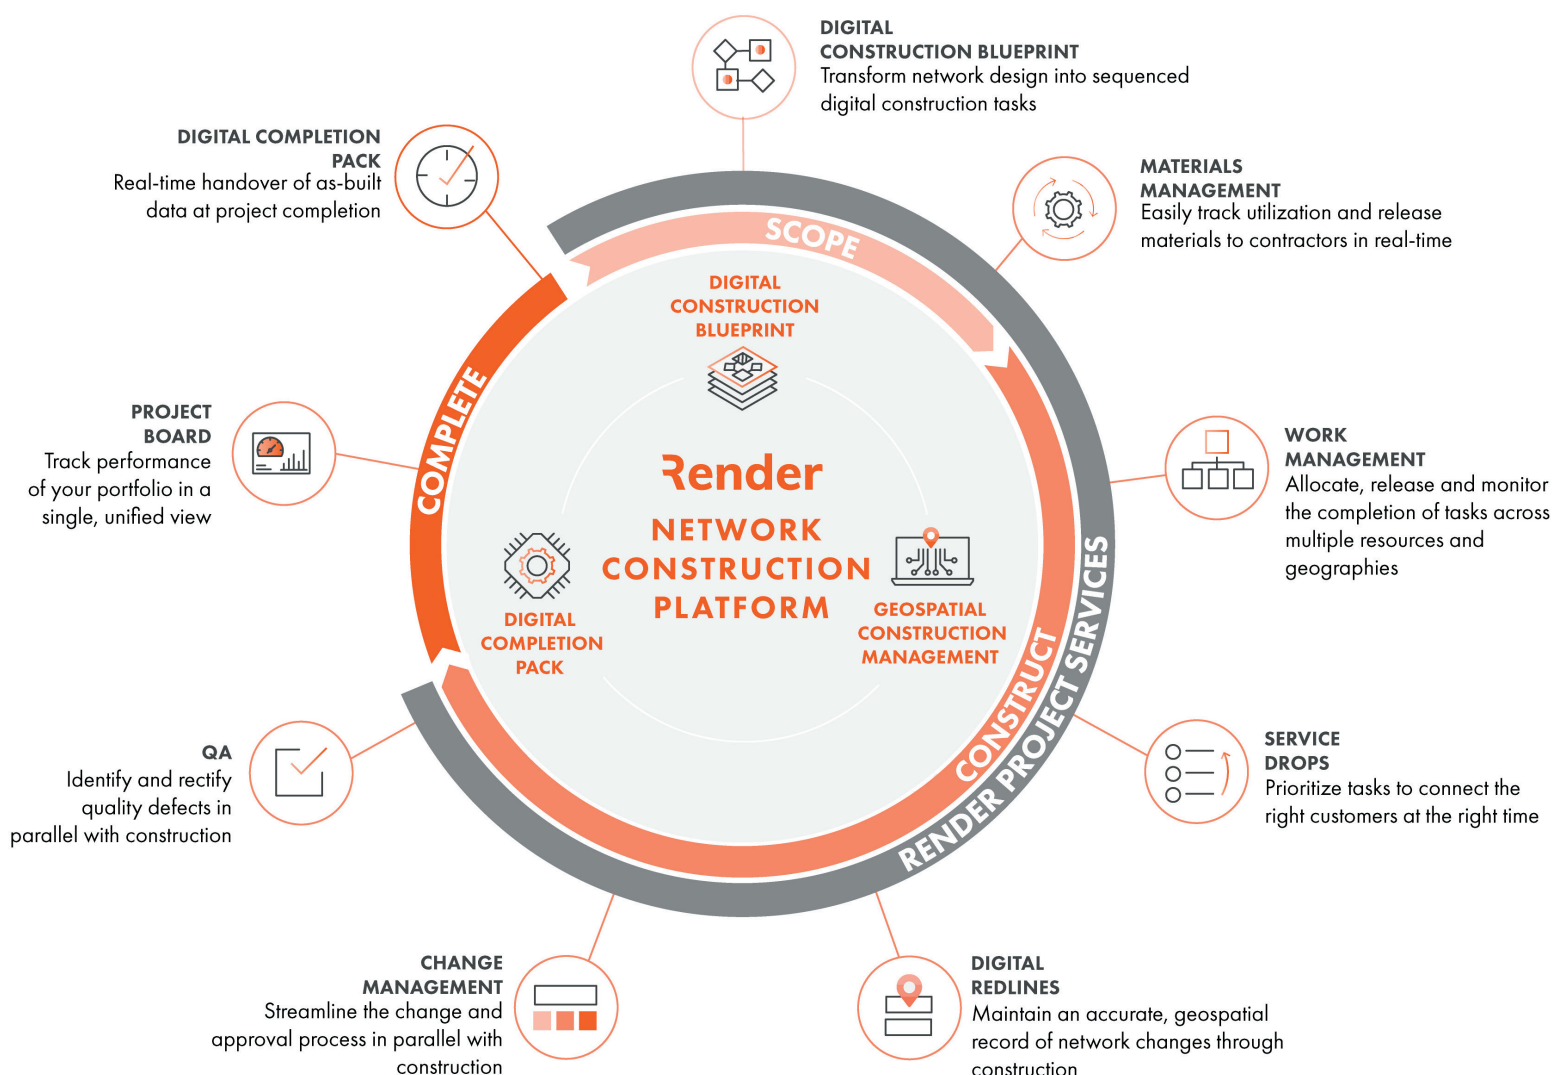 DIGITAL
CONSTRUCTION BLUEPRINT
Transform network design into sequenced
digital construction tasks
MATERIALS
MANAGEMENT
Easily track utilization and release
materials to contractors in real-time
WORK
MANAGEMENT
Allocate, release and monitor
the completion of tasks across
multiple resources and
geographies
SERVICE
DROPS
Prioritize tasks to connect the
right customers at the right time
DIGITAL
REDLINES
Maintain an accurate, geospatial
record of network changes through
construction
CHANGE
MANAGEMENT
Streamline the change and
approval process in parallel with
construction
QA
Identify and rectify
quality defects in
parallel with construction
PROJECT
BOARD
Track performance
of your portfolio in a
single, unified view
DIGITAL COMPLETION
PACK
Real-time handover of as-built
data at project completion
SCOPE
CONSTRUCT
COMPLETE
RENDER PROJECT SERVICES
DIGITAL
CONSTRUCTION
BLUEPRINT
Render
NETWORK
CONSTRUCTION
PLATFORM
DIGITAL
COMPLETION
PACK
GEOSPATIAL
CONSTRUCTION
MANAGEMENT